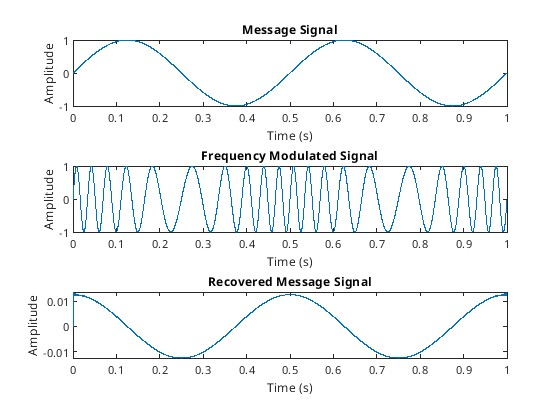 Message Signal
1
0
-1
Amplitude
0 0.1 0.2 0.3 0.4 0.5 0.6 0.7 0.8 0.9 1
Time (s)
Frequency Modulated Signal
1
0
-1
Amplitude
0 0.1 0.2 0.3 0.4 0.5 0.6 0.7 0.8 0.9 1
Time (s)
Recovered Message Signal
0.01
0
-0.01
Amplitude
0 0.1 0.2 0.3 0.4 0.5 0.6 0.7 0.8 0.9 1
Time (s)